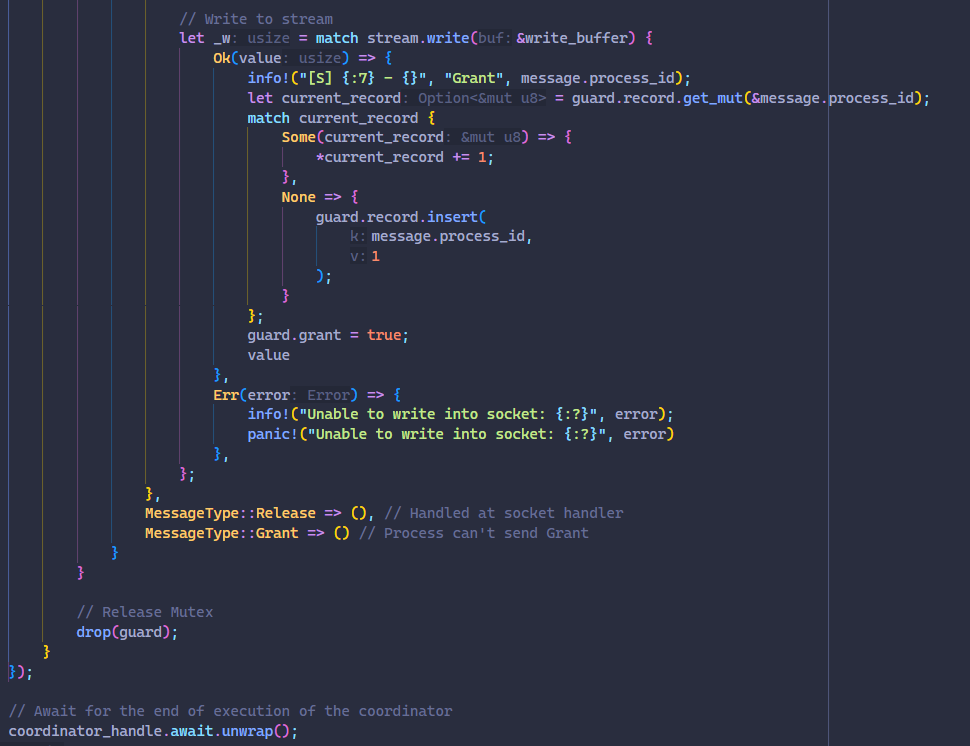 // Write to stream
let _w: usize = match stream.write(buf: &write_buffer) {
Ok(value: usize) => {
info!("[S] {:7} - {}", "Grant", message.process_id);
let current_record: Option<&mut u8> = guard.record.get_mut(&message.process_id);
match current_record {
Some(current_record: &mut u8) => {
*current_record += 1;
},
None => {
guard.record.insert(
k: message.process_id,
v: 1
);
}
};
guard.grant = true;
value
},
Err(error: Error) => {
info!("Unable to write into socket: {:?}", error);
panic!("Unable to write into socket: {:?}", error)
},
};
},
MessageType::Release => (), // Handled at socket handler
MessageType::Grant => () // Process can't send Grant
}
}
// Release Mutex
drop(guard);
}
});
// Await for the end of execution of the coordinator
coordinator_handle.await.unwrap();